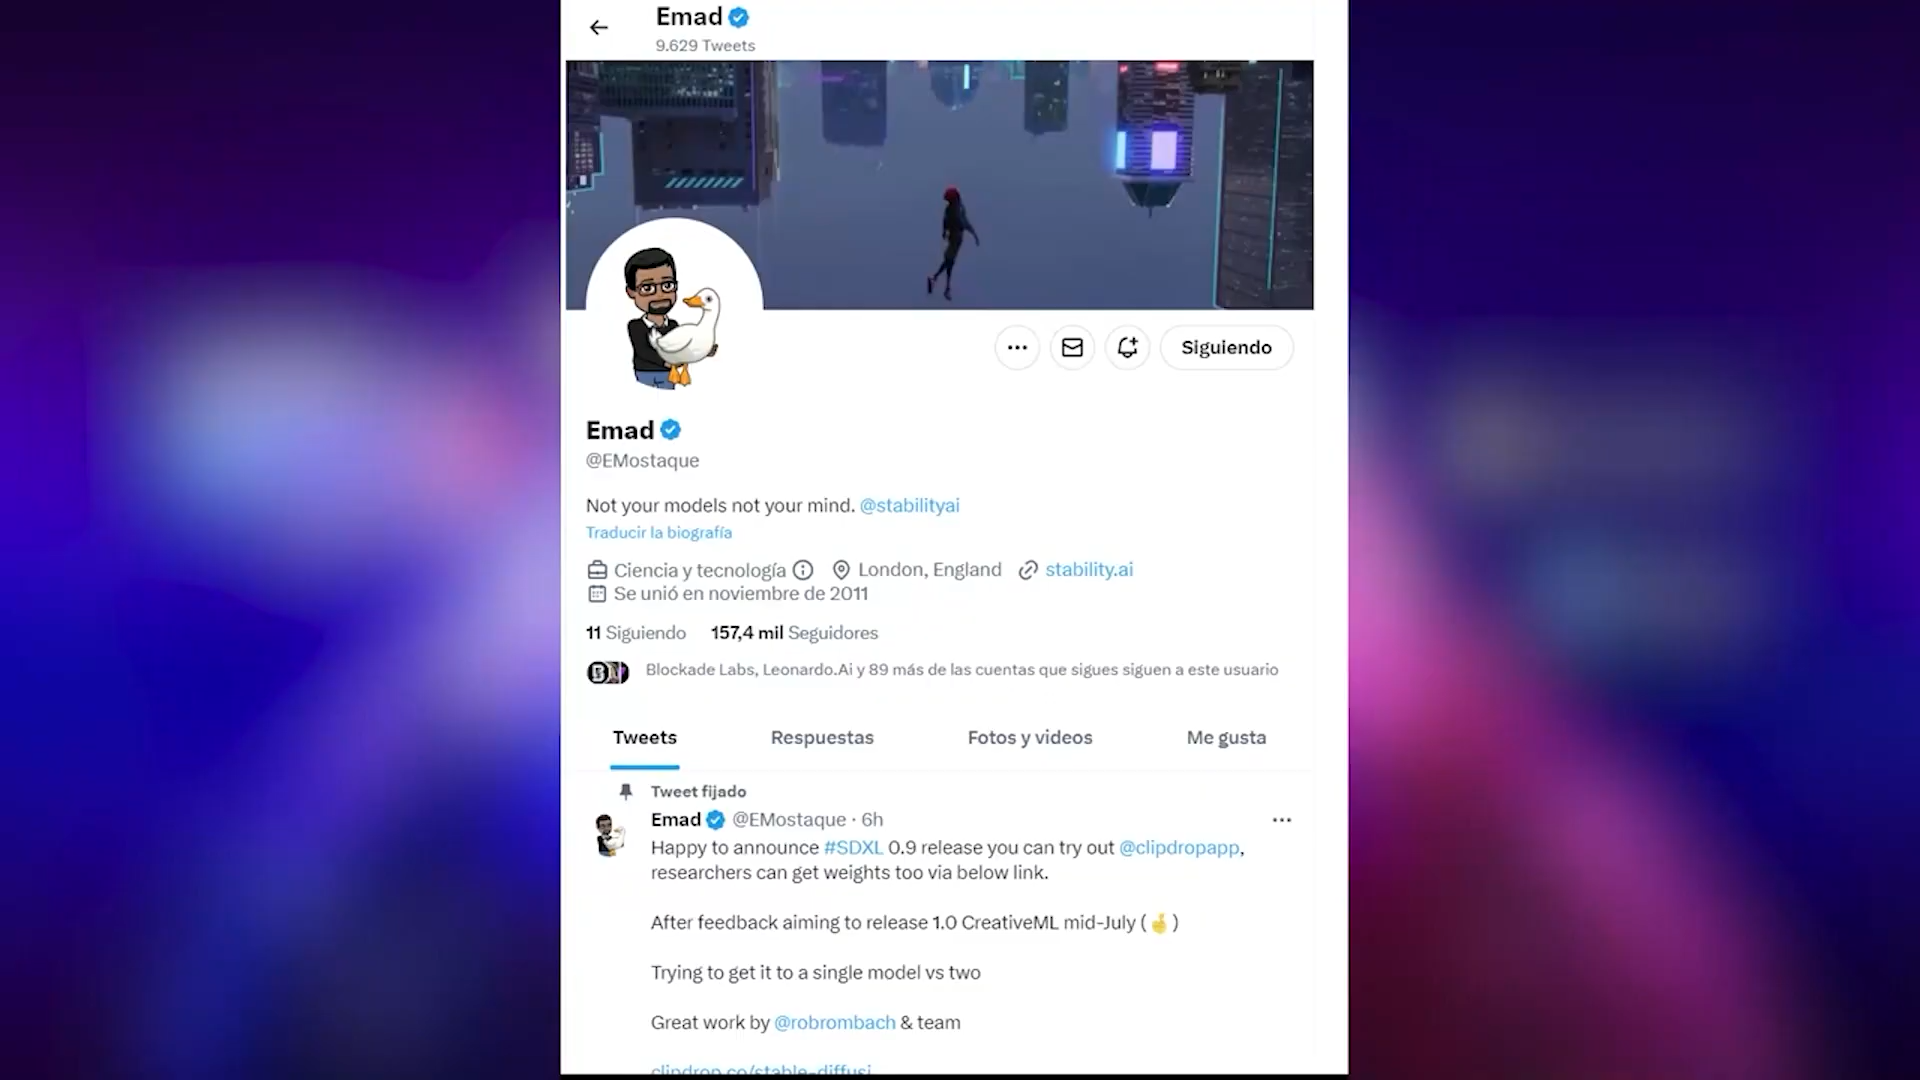 Emad
9.629 Tweets
Siguiendo
Emad
@EMostaque
Not your models not your mind. @stabilityai
Traducir la biografía
Ciencia y tecnología London, England stability.ai
Se unió en noviembre de 2011
11 Siguiendo 157,4 mil Seguidores
Blockade Labs, Leonardo.Ai y 89 más de las cuentas que sigues siguen a este usuario
Tweets Respuestas Fotos y videos Me gusta
Tweet fijado
Emad @EMostaque · 6h
Happy to announce #SDXL 0.9 release you can try out @clipdropapp,
researchers can get weights too via below link.
After feedback aiming to release 1.0 CreativeML mid-July (🤞)
Trying to get it to a single model vs two
Great work by @robrombach & team
clipdrop.co/stable-diffusi